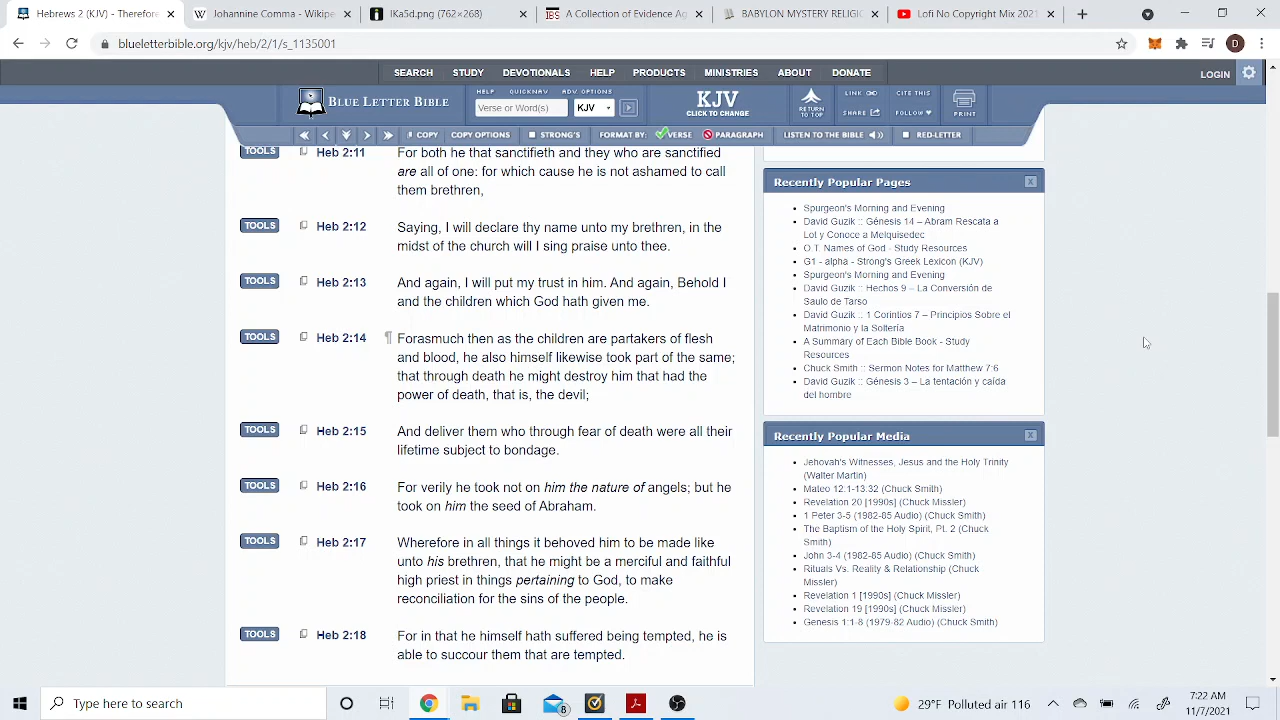 Hebrews 2 (KJV) - Therefore
Johannine Comma - Wikipe
IKa5d.png (762×268)
A Collection of Evidence Ag
BABYLON MYSTERY RELIGIO
Lofi No Copyright Mix 2021
blueletterbible.org/kjv/heb/2/1/s_1135001
SEARCH STUDY DEVOTIONALS HELP PRODUCTS MINISTRIES ABOUT DONATE
LOGIN
BLUE LETTER BIBLE
HELP QUICKNAV ADV. OPTIONS
Verse or Word(s) KJV
KJV
CLICK TO CHANGE
RETURN TO TOP
LINK
CITE THIS
SHARE
FOLLOW
PRINT
COPY COPY OPTIONS STRONG'S FORMAT BY: VERSE PARAGRAPH LISTEN TO THE BIBLE RED-LETTER
TOOLS Heb 2:11 For both he that sanctifieth and they who are sanctified
are all of one: for which cause he is not ashamed to call
them brethren,
TOOLS Heb 2:12 Saying, I will declare thy name unto my brethren, in the
midst of the church will I sing praise unto thee.
TOOLS Heb 2:13 And again, I will put my trust in him. And again, Behold I
and the children which God hath given me.
TOOLS Heb 2:14 ¶ Forasmuch then as the children are partakers of flesh
and blood, he also himself likewise took part of the same;
that through death he might destroy him that had the
power of death, that is, the devil;
TOOLS Heb 2:15 And deliver them who through fear of death were all their
lifetime subject to bondage.
TOOLS Heb 2:16 For verily he took not on him the nature of angels; but he
took on him the seed of Abraham.
TOOLS Heb 2:17 Wherefore in all things it behoved him to be made like
unto his brethren, that he might be a merciful and faithful
high priest in things pertaining to God, to make
reconciliation for the sins of the people.
TOOLS Heb 2:18 For in that he himself hath suffered being tempted, he is
able to succour them that are tempted.
Recently Popular Pages X
Spurgeon's Morning and Evening
David Guzik :: Génesis 14 – Abram Rescata a
Lot y Conoce a Melquisedec
O.T. Names of God - Study Resources
G1 - alpha - Strong's Greek Lexicon (KJV)
Spurgeon's Morning and Evening
David Guzik :: Hechos 9 – La Conversión de
Saulo de Tarso
David Guzik :: 1 Corintios 7 – Principios Sobre el
Matrimonio y la Soltería
A Summary of Each Bible Book - Study
Resources
Chuck Smith :: Sermon Notes for Matthew 7:6
David Guzik :: Génesis 3 – La tentación y caída
del hombre
Recently Popular Media X
Jehovah's Witnesses, Jesus and the Holy Trinity
(Walter Martin)
Mateo 12:1-13:32 (Chuck Smith)
Revelation 20 [1990s] (Chuck Missler)
1 Peter 3-5 (1982-85 Audio) (Chuck Smith)
The Baptism of the Holy Spirit, Pt. 2 (Chuck
Smith)
John 3-4 (1982-85 Audio) (Chuck Smith)
Rituals Vs. Reality & Relationship (Chuck
Missler)
Revelation 1 [1990s] (Chuck Missler)
Revelation 19 [1990s] (Chuck Missler)
Genesis 1:1-8 (1979-82 Audio) (Chuck Smith)
Type here to search
8
29°F Polluted air 116
7:22 AM
11/7/2021